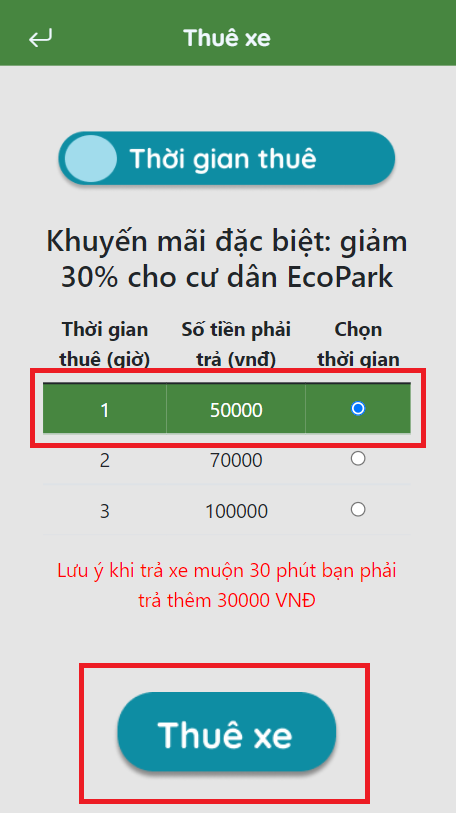 Thuê xe
Thời gian thuê
Khuyến mãi đặc biệt: giảm
30% cho cư dân EcoPark
Thời gian Số tiền phải Chọn
thuê (giờ) trả (vnđ) thời gian
1 50000
2 70000
3 100000
Lưu ý khi trả xe muộn 30 phút bạn phải
trả thêm 30000 VNĐ
Thuê xe